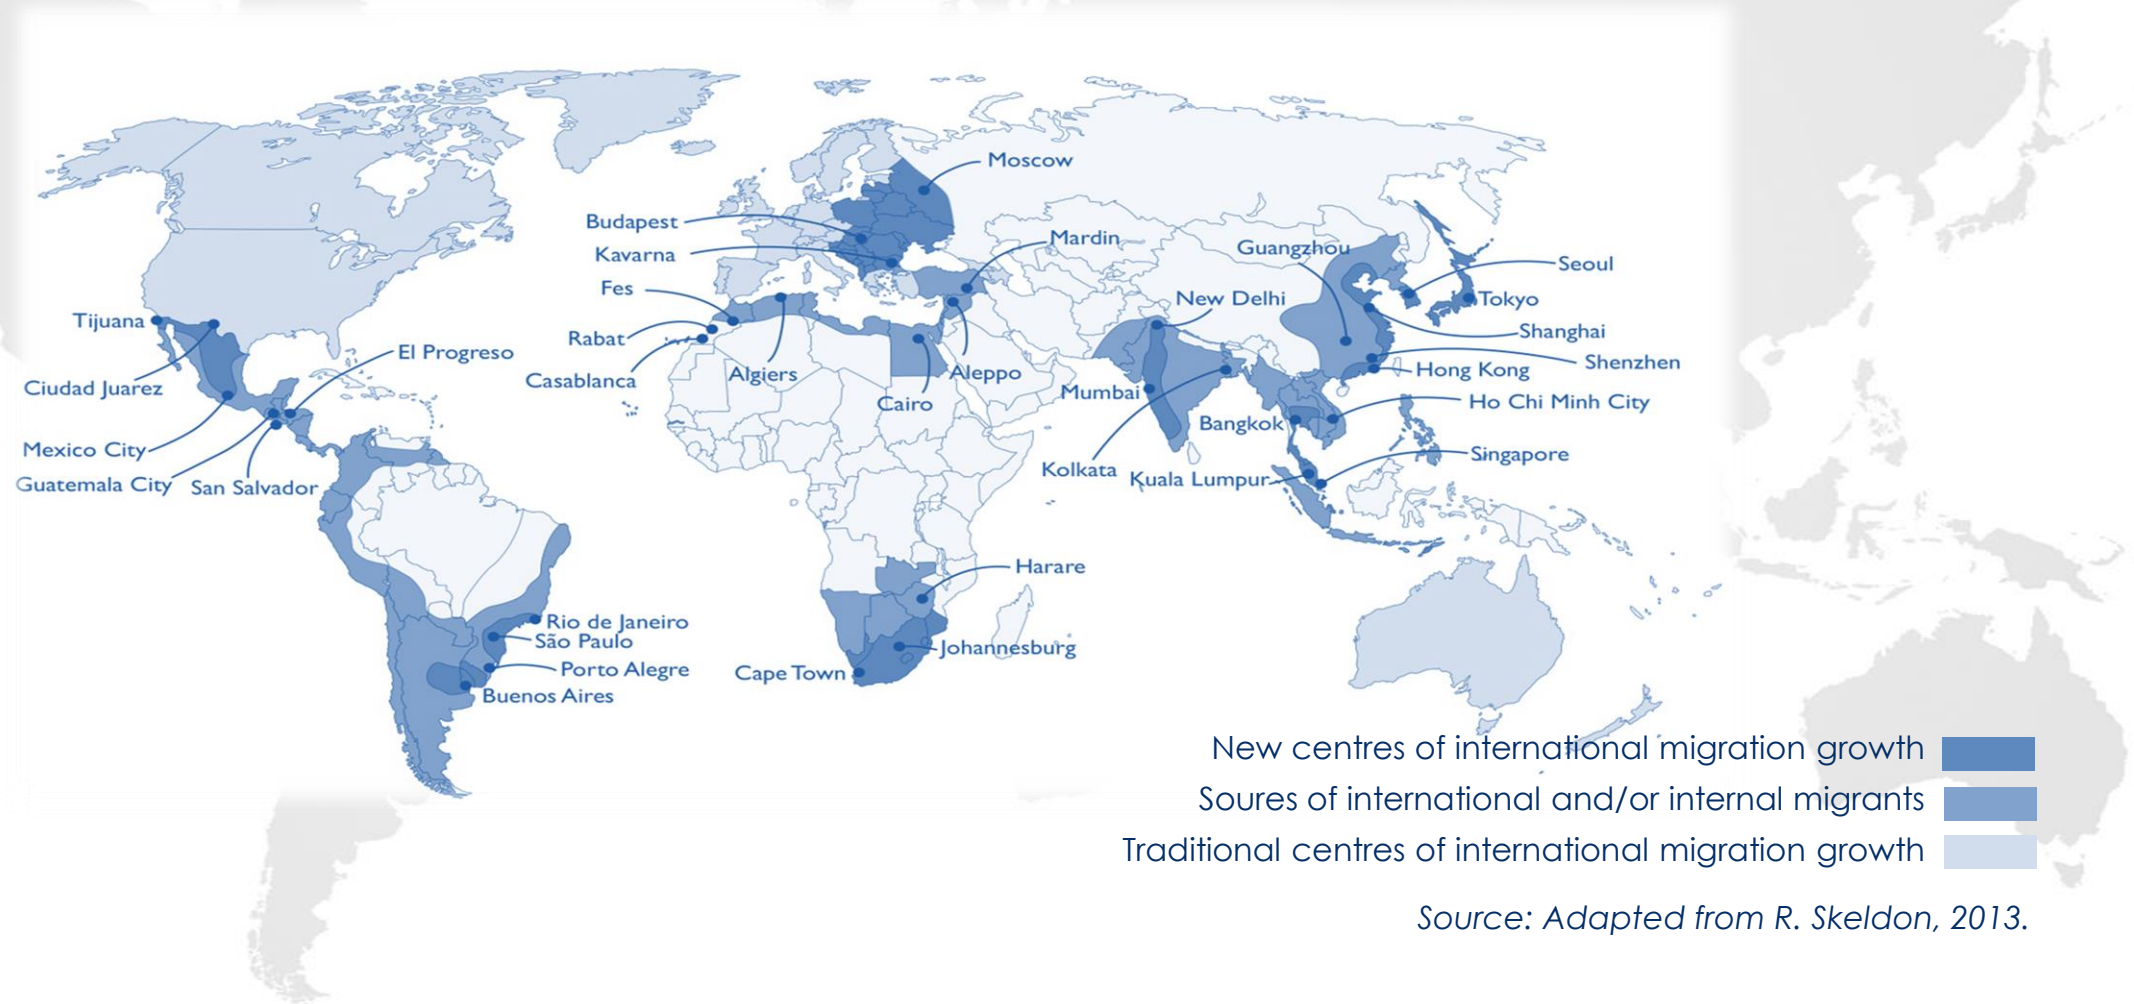 Moscow
Budapest
Kavarna
Mardin
Guangzhou
Seoul
Fes
New Delhi
Tokyo
Tijuana
Rabat
Shanghai
El Progreso
Shenzhen
Ciudad Juarez
Casablanca
Algiers
Aleppo
Hong Kong
Mumbai
Cairo
Ho Chi Minh City
Bangkok
Mexico City
Singapore
Kolkata
Kuala Lumpur
Guatemala City
San Salvador
Harare
Rio de Janeiro
São Paulo
Johannesburg
Porto Alegre
Cape Town
Buenos Aires
New centres of international migration growth
Soures of international and/or internal migrants
Traditional centres of international migration growth
Source: Adapted from R. Skeldon, 2013.